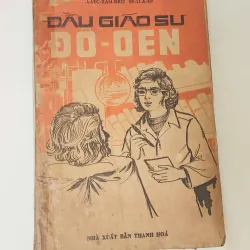 ĐẦU GIÁO SƯ
ĐÔ-OEN
NHÀ XUẤT BẢN THANH HOÁ